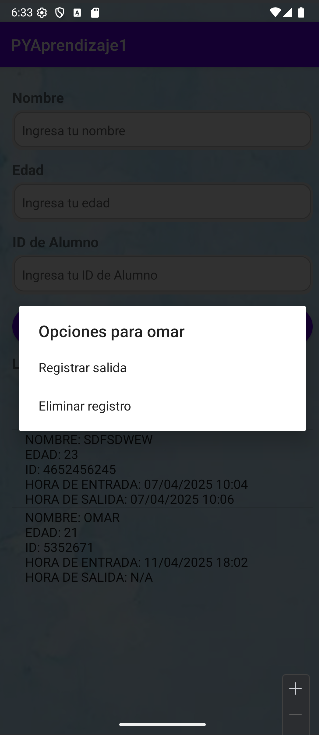 6:33
PYAprendizaje1
Nombre
Ingresa tu nombre
Edad
Ingresa tu edad
ID de Alumno
Ingresa tu ID de Alumno
Opciones para omar
Registrar salida
Eliminar registro
NOMBRE: SDFSDWEW
EDAD: 23
ID: 4652456245
HORA DE ENTRADA: 07/04/2025 10:04
HORA DE SALIDA: 07/04/2025 10:06
NOMBRE: OMAR
EDAD: 21
ID: 5352671
HORA DE ENTRADA: 11/04/2025 18:02
HORA DE SALIDA: N/A